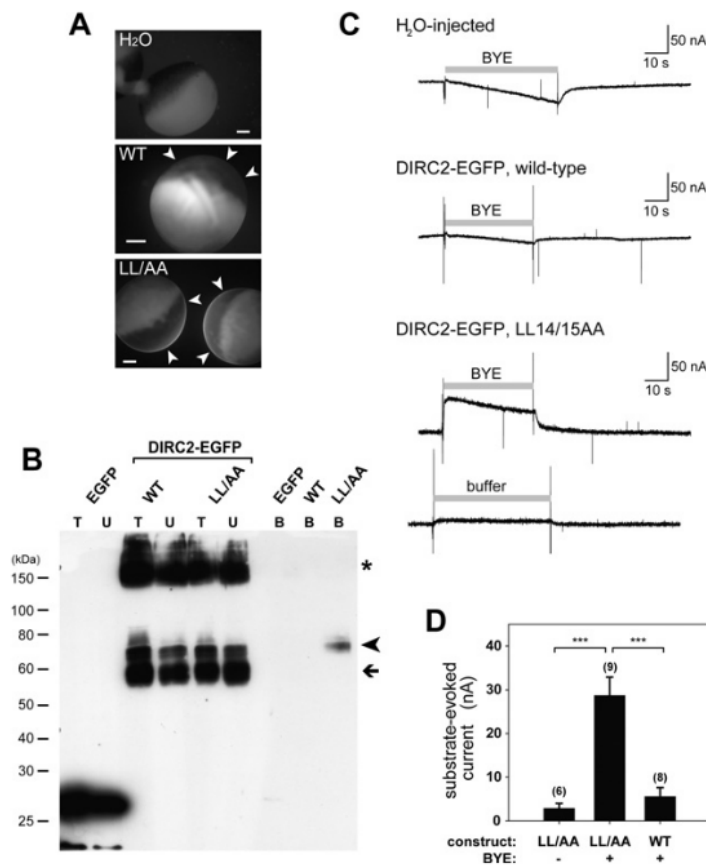 A
H₂O
WT
LL/AA
B
DIRC2-EGFP
EGFP
WT
LL/AA
EGFP
WT
LL/AA
T U T U T U B B B
(kDa)
150
100
80
60
50
40
30
25
*
C
H₂O-injected
BYE
50 nA
10 s
DIRC2-EGFP, wild-type
BYE
50 nA
10 s
DIRC2-EGFP, LL14/15AA
BYE
50 nA
10 s
buffer
D
substrate-evoked
current (nA)
40
30
20
10
0
*** ***
(6)
(9)
(8)
construct: LL/AA LL/AA WT
BYE: - + +